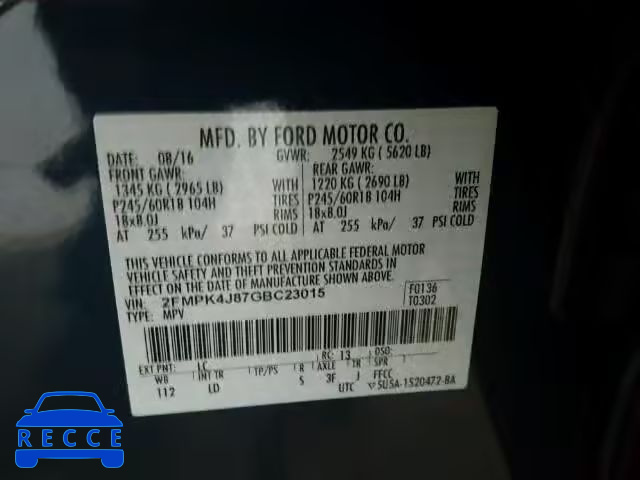 MFD. BY FORD MOTOR CO.
DATE: 08/16 GVWR: 2549 KG ( 5620 LB)
FRONT GAWR: REAR GAWR:
1345 KG ( 2965 LB) 1220 KG ( 2690 LB)
P245/60R18 104H TIRES P245/60R18 104H TIRES
18x8.0J RIMS 18x8.0J RIMS
AT 255 kPa/ 37 PSI COLD AT 255 kPa/ 37 PSI COLD
THIS VEHICLE CONFORMS TO ALL APPLICABLE FEDERAL MOTOR
VEHICLE SAFETY AND THEFT PREVENTION STANDARDS IN
EFFECT ON THE DATE OF MANUFACTURE SHOWN ABOVE.
VIN: 2FMPK4J87GBC23015 F0136
TYPE: MPV T0302
EXT PNT: LC RC: 13 DSO:
WB INT TR TP/PS R AXLE TR SPR
112 LD S 3F J FFCC
UTC 5USA-1520472-BA
RECCE